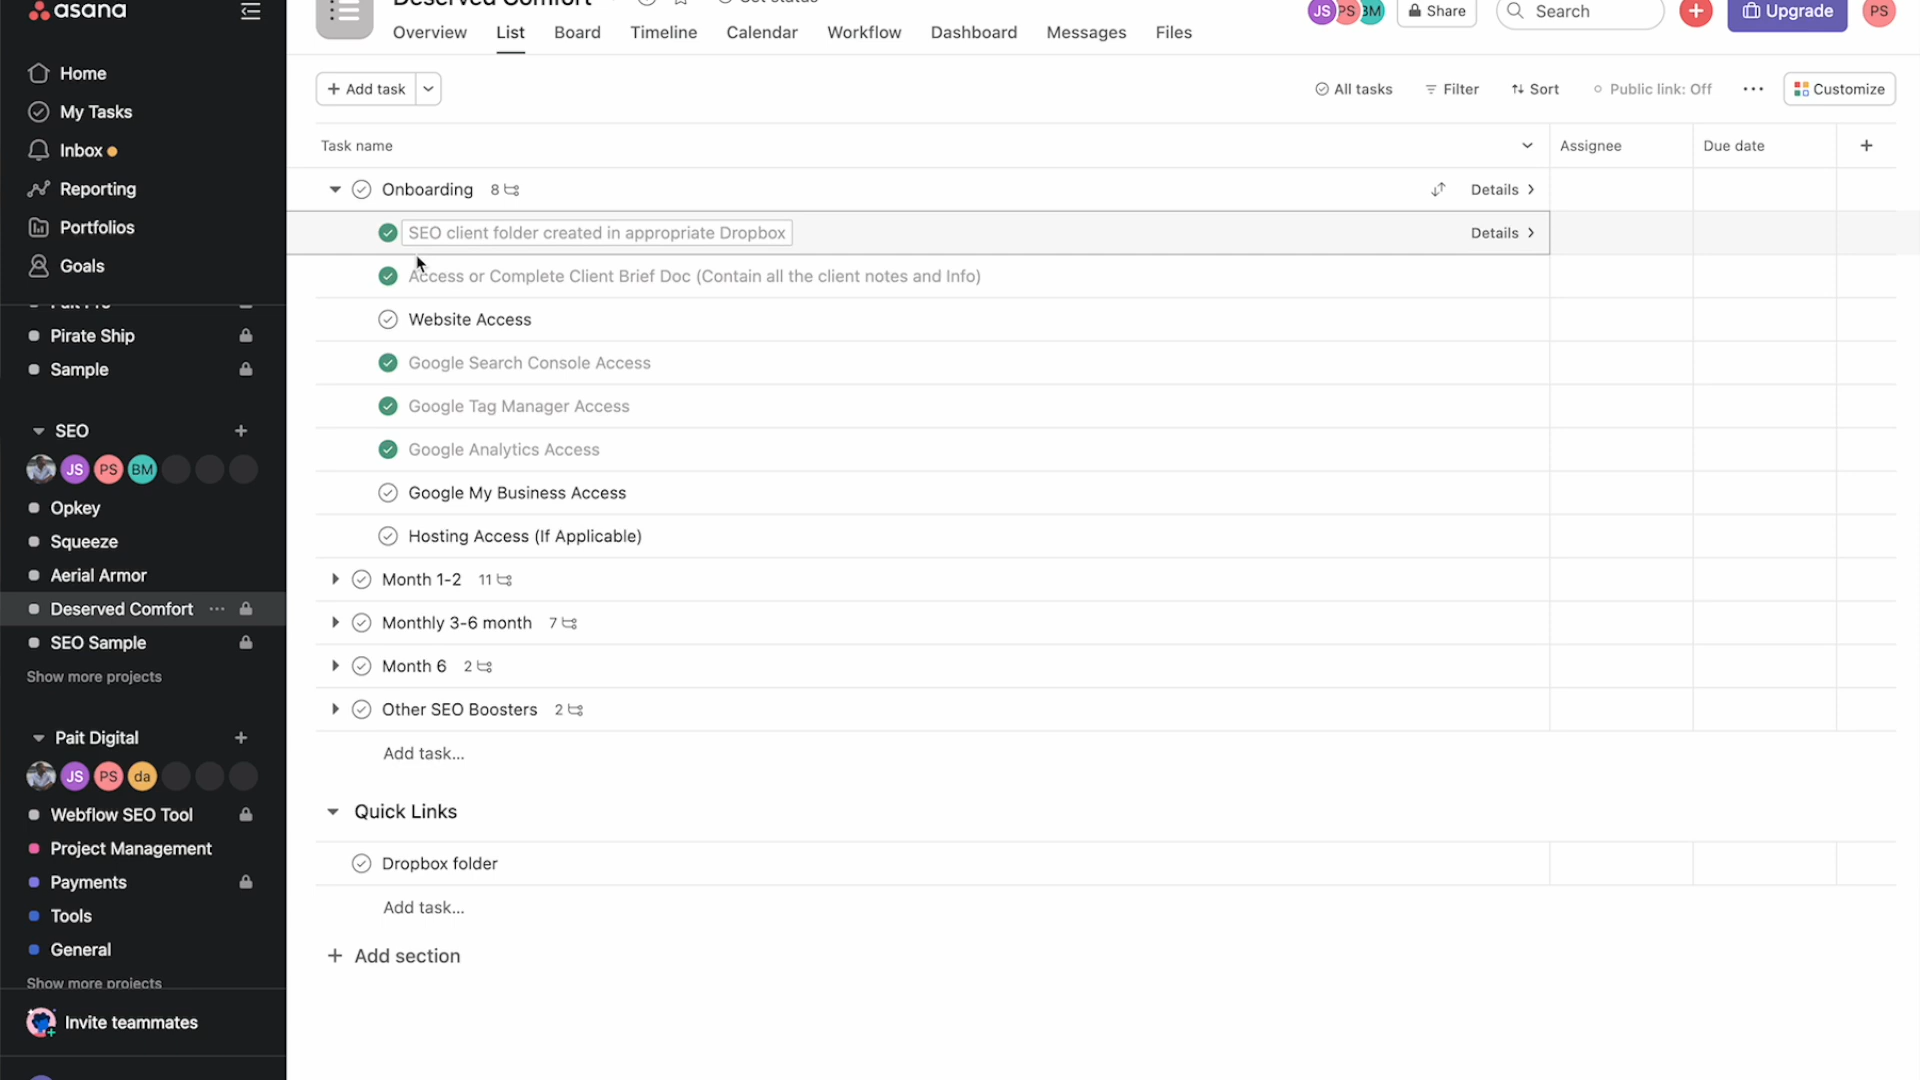 asana
Home
My Tasks
Inbox
Reporting
Portfolios
Goals
Pirate Ship
Sample
SEO
JS PS BM
Opkey
Squeeze
Aerial Armor
Deserved Comfort ...
SEO Sample
Show more projects
Pait Digital
JS PS da
Webflow SEO Tool
Project Management
Payments
Tools
General
Show more projects
Invite teammates
Deserved Comfort
JS PS BM Share Search Upgrade PS
Overview List Board Timeline Calendar Workflow Dashboard Messages Files
+ Add task All tasks Filter Sort Public link: Off ... Customize
Task name Assignee Due date +
Onboarding 8 Details >
SEO client folder created in appropriate Dropbox Details >
Access or Complete Client Brief Doc (Contain all the client notes and Info)
Website Access
Google Search Console Access
Google Tag Manager Access
Google Analytics Access
Google My Business Access
Hosting Access (If Applicable)
Month 1-2 11
Monthly 3-6 month 7
Month 6 2
Other SEO Boosters 2
Add task...
Quick Links
Dropbox folder
Add task...
+ Add section